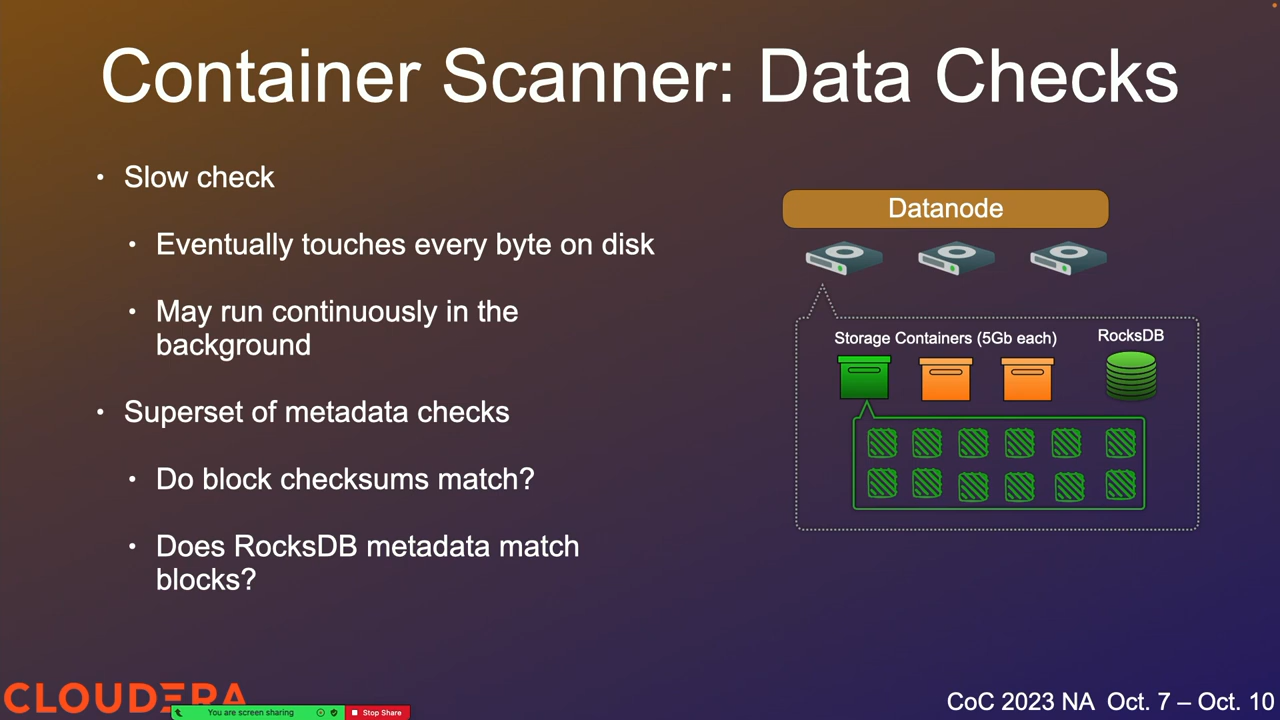 Container Scanner: Data Checks
• Slow check
• Eventually touches every byte on disk
• May run continuously in the
background
• Superset of metadata checks
• Do block checksums match?
• Does RocksDB metadata match
blocks?
Datanode
Storage Containers (5Gb each)
RocksDB
CLOUDERA
You are screen sharing
Stop Share
CoC 2023 NA Oct. 7 – Oct. 10